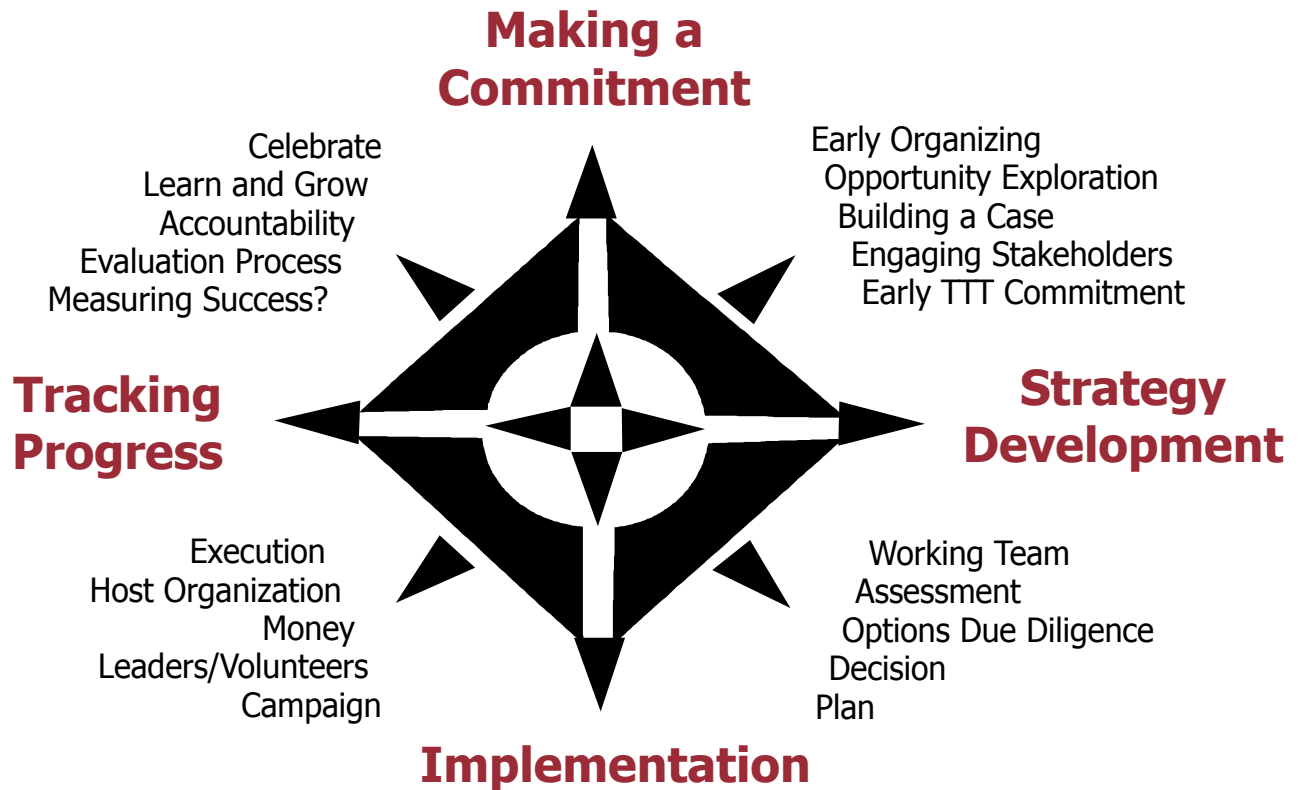 Making a
Commitment
Celebrate
Learn and Grow
Accountability
Evaluation Process
Measuring Success?
Early Organizing
Opportunity Exploration
Building a Case
Engaging Stakeholders
Early TTT Commitment
Tracking
Progress
Strategy
Development
Execution
Host Organization
Money
Leaders/Volunteers
Campaign
Working Team
Assessment
Options Due Diligence
Decision
Plan
Implementation